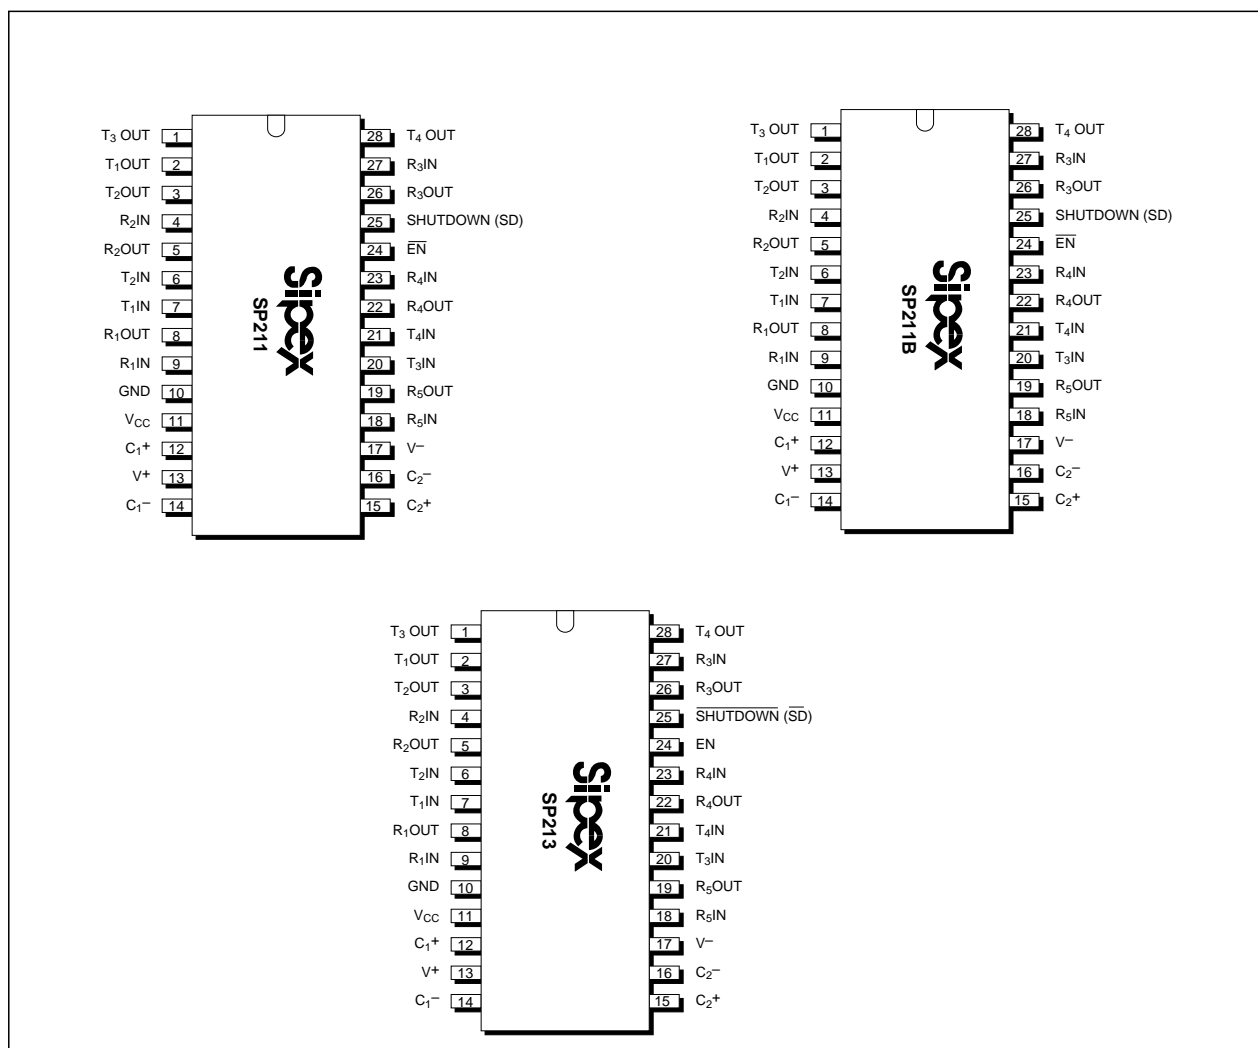 T3 OUT 1 28 T4 OUT
T1OUT 2 27 R3IN
T2OUT 3 26 R3OUT
R2IN 4 25 SHUTDOWN (SD)
R2OUT 5 24 E̅N̅
T2IN 6 23 R4IN
T1IN 7 22 R4OUT
R1OUT 8 21 T4IN
R1IN 9 20 T3IN
GND 10 19 R5OUT
VCC 11 18 R5IN
C1+ 12 17 V–
V+ 13 16 C2–
C1– 14 15 C2+
Sipex
SP211
T3 OUT 1 28 T4 OUT
T1OUT 2 27 R3IN
T2OUT 3 26 R3OUT
R2IN 4 25 SHUTDOWN (SD)
R2OUT 5 24 E̅N̅
T2IN 6 23 R4IN
T1IN 7 22 R4OUT
R1OUT 8 21 T4IN
R1IN 9 20 T3IN
GND 10 19 R5OUT
VCC 11 18 R5IN
C1+ 12 17 V–
V+ 13 16 C2–
C1– 14 15 C2+
Sipex
SP211B
T3 OUT 1 28 T4 OUT
T1OUT 2 27 R3IN
T2OUT 3 26 R3OUT
R2IN 4 25 S̅H̅U̅T̅D̅O̅W̅N̅ (S̅D̅)
R2OUT 5 24 EN
T2IN 6 23 R4IN
T1IN 7 22 R4OUT
R1OUT 8 21 T4IN
R1IN 9 20 T3IN
GND 10 19 R5OUT
VCC 11 18 R5IN
C1+ 12 17 V–
V+ 13 16 C2–
C1– 14 15 C2+
Sipex
SP213